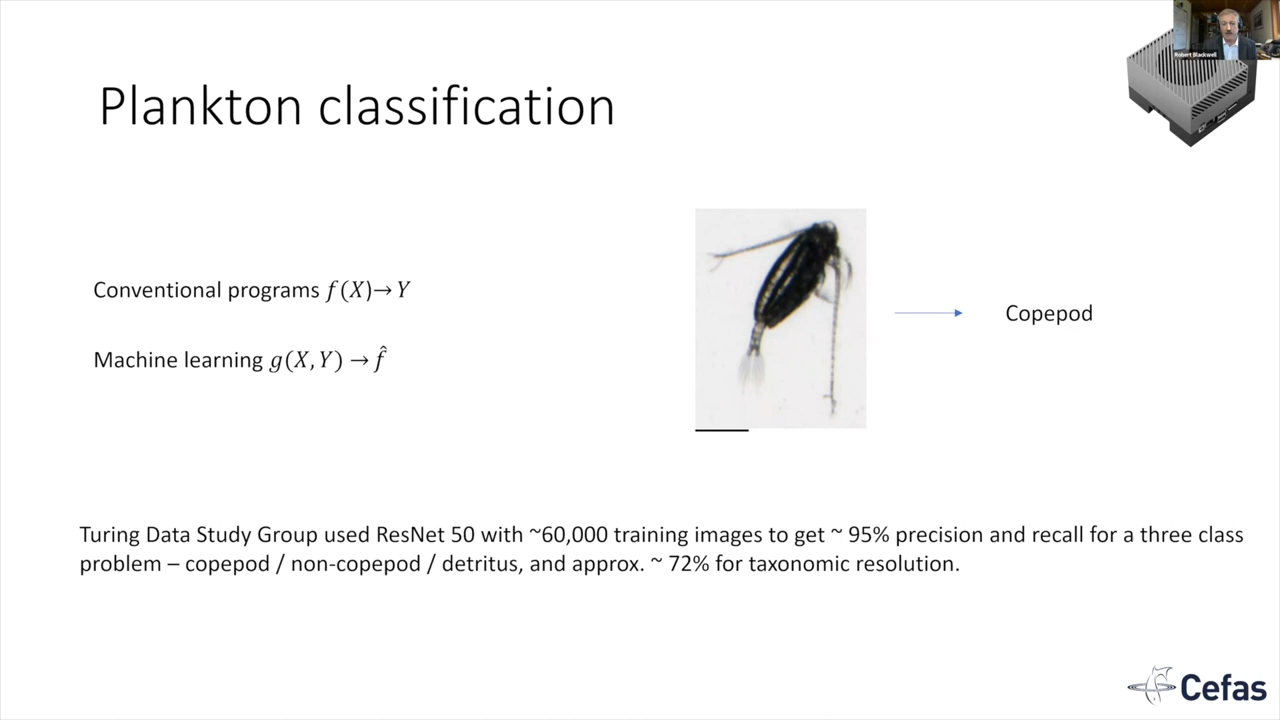 Robert Blackwell
Plankton classification
Conventional programs f(X)→ Y
Machine learning g(X, Y) → f̂
Copepod
Turing Data Study Group used ResNet 50 with ~60,000 training images to get ~ 95% precision and recall for a three class
problem – copepod / non-copepod / detritus, and approx. ~ 72% for taxonomic resolution.
Cefas